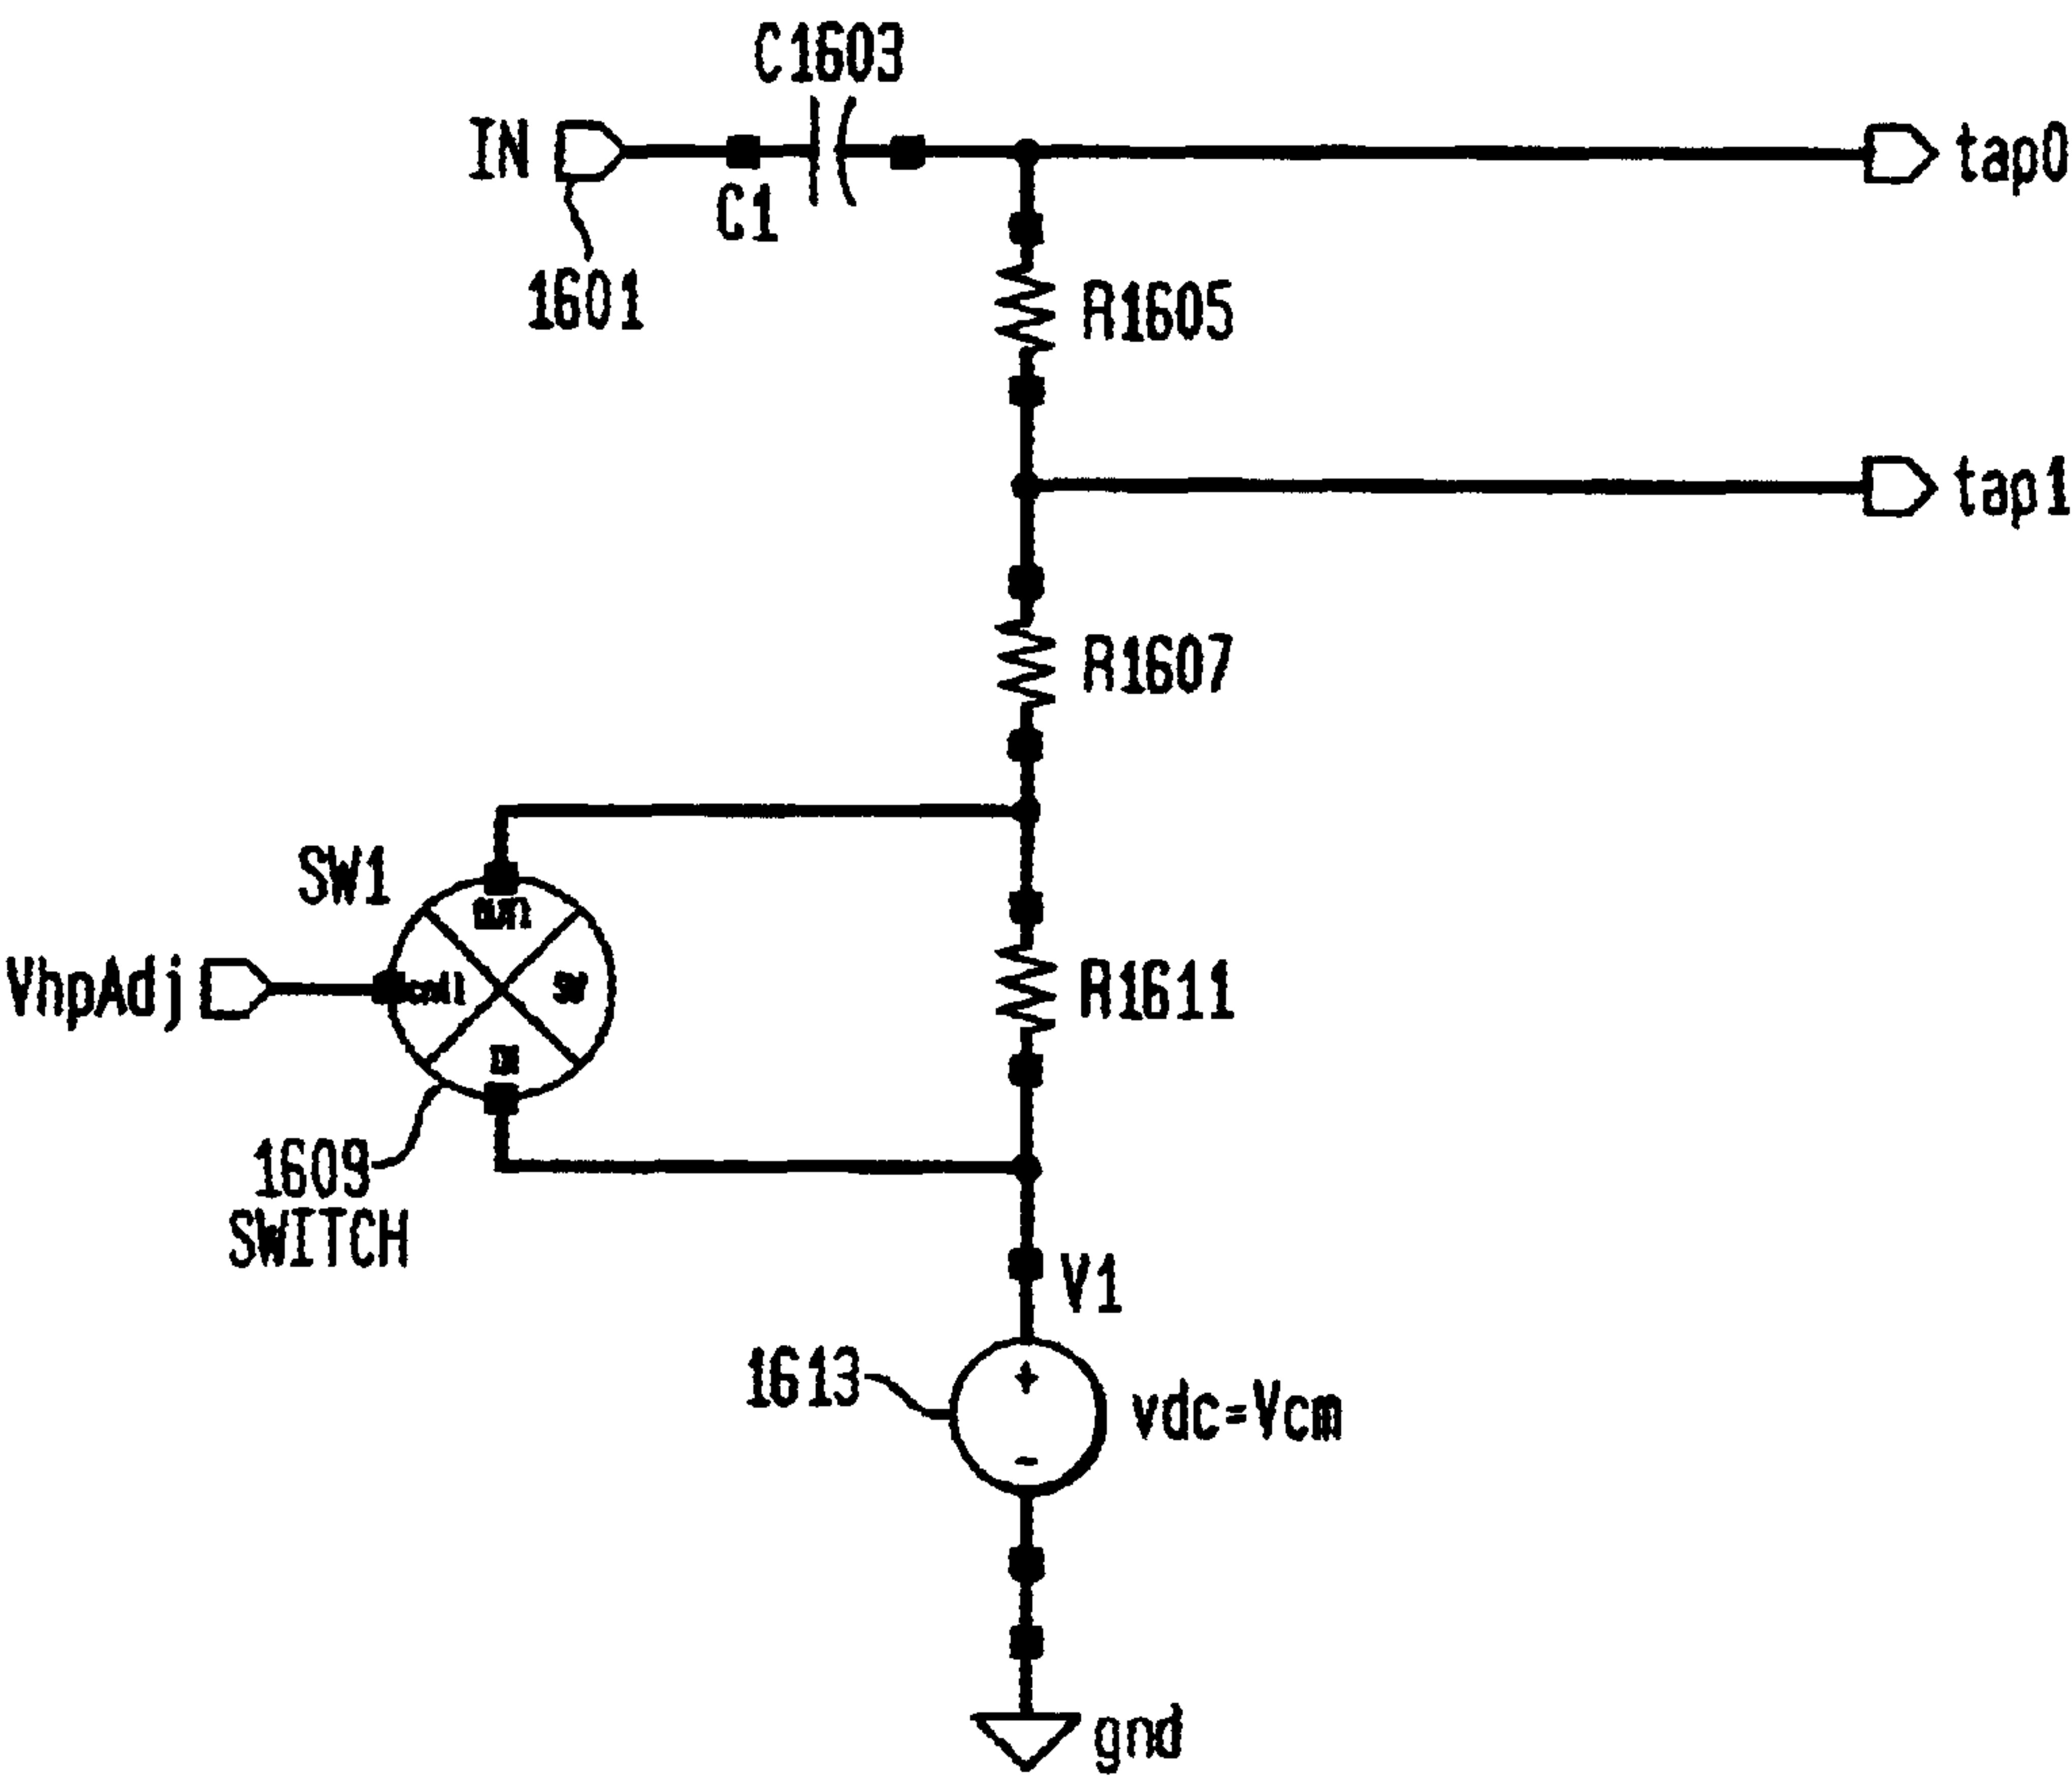 C1603
IN
tap0
C1
1601
R1605
tap1
R1607
SW1
VhpAdj
R1611
1609
SWITCH
V1
1613
+
vdc=Vcm
-
gnd